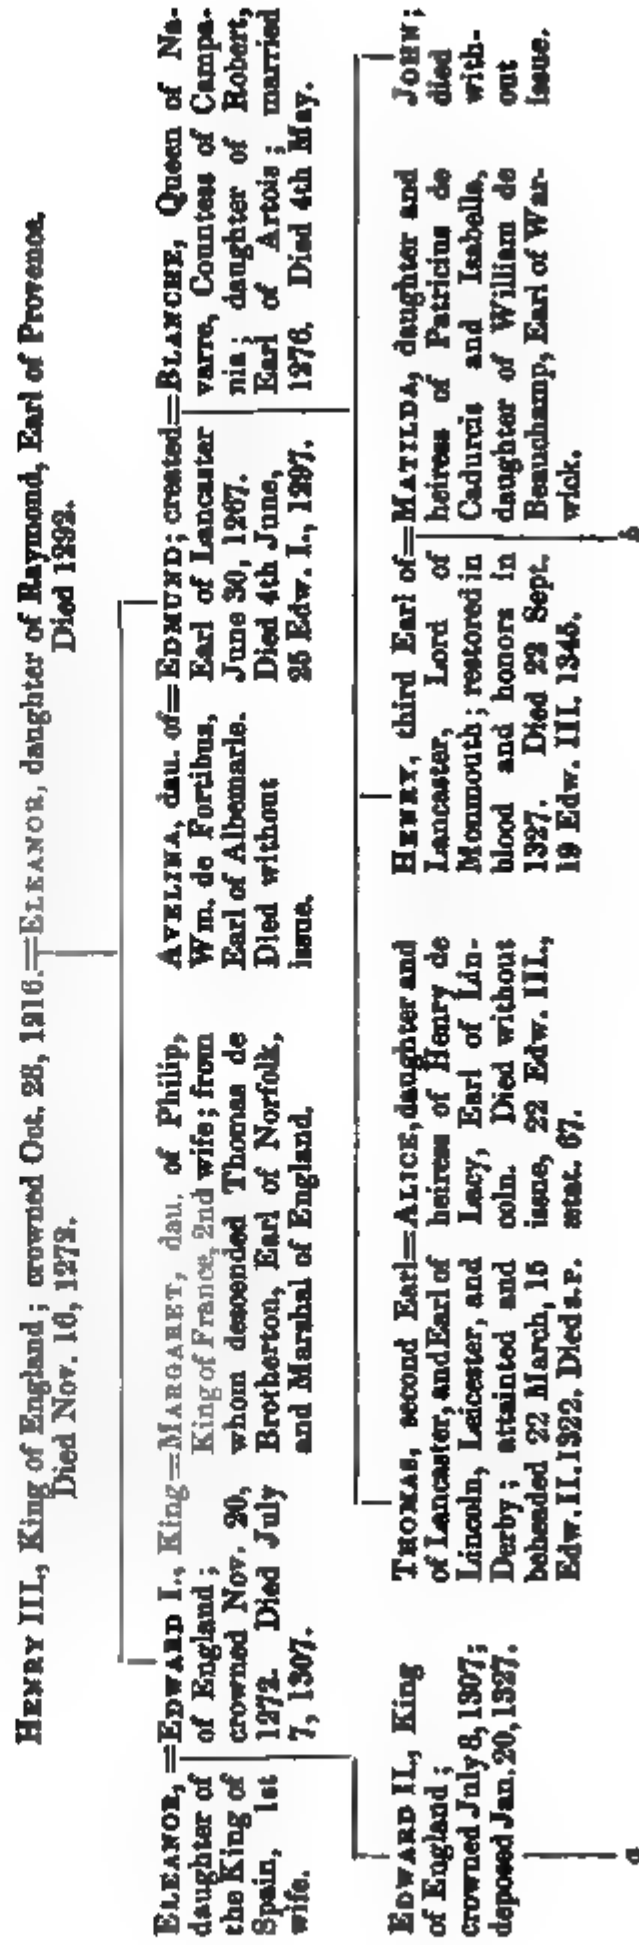 HENRY III., King of England; crowned Oct. 28, 1216.=ELEANOR, daughter of Raymond, Earl of Provence.
Died Nov. 16, 1272. Died 1292.
ELEANOR,
daughter of
the King of
Spain, 1st
wife.
=EDWARD I., King
of England;
crowned Nov. 20,
1272. Died July
7, 1307.
=MARGARET, dau. of Philip,
King of France, 2nd wife; from
whom descended Thomas de
Brotherton, Earl of Norfolk,
and Marshal of England.
AVELINA, dau. of
Wm. de Fortibus,
Earl of Albemarle.
Died without
issue.
=EDMUND; created
Earl of Lancaster
June 30, 1267.
Died 4th June,
25 Edw. I., 1297.
=BLANCHE, Queen of Na-
varre, Countess of Campa-
nia; daughter of Robert,
Earl of Artois; married
1276. Died 4th May.
EDWARD II., King
of England;
crowned July 8, 1307;
deposed Jan. 20, 1327.
a
THOMAS, second Earl
of Lancaster, and Earl of
Lincoln, Leicester, and
Derby; attainted and
beheaded 22 March, 15
Edw. II. 1322. Died s.p.
=ALICE, daughter and
heiress of Henry de
Lacy, Earl of Lin-
coln. Died without
issue, 22 Edw. III.,
ætat. 67.
HENRY, third Earl of
Lancaster, Lord of
Monmouth; restored in
blood and honors in
1327. Died 22 Sept.
19 Edw. III. 1345.
=MATILDA, daughter and
heiress of Patricius de
Cadurcis and Isabella,
daughter of William de
Beauchamp, Earl of War-
wick.
b
JOHN;
died
with-
out
issue.